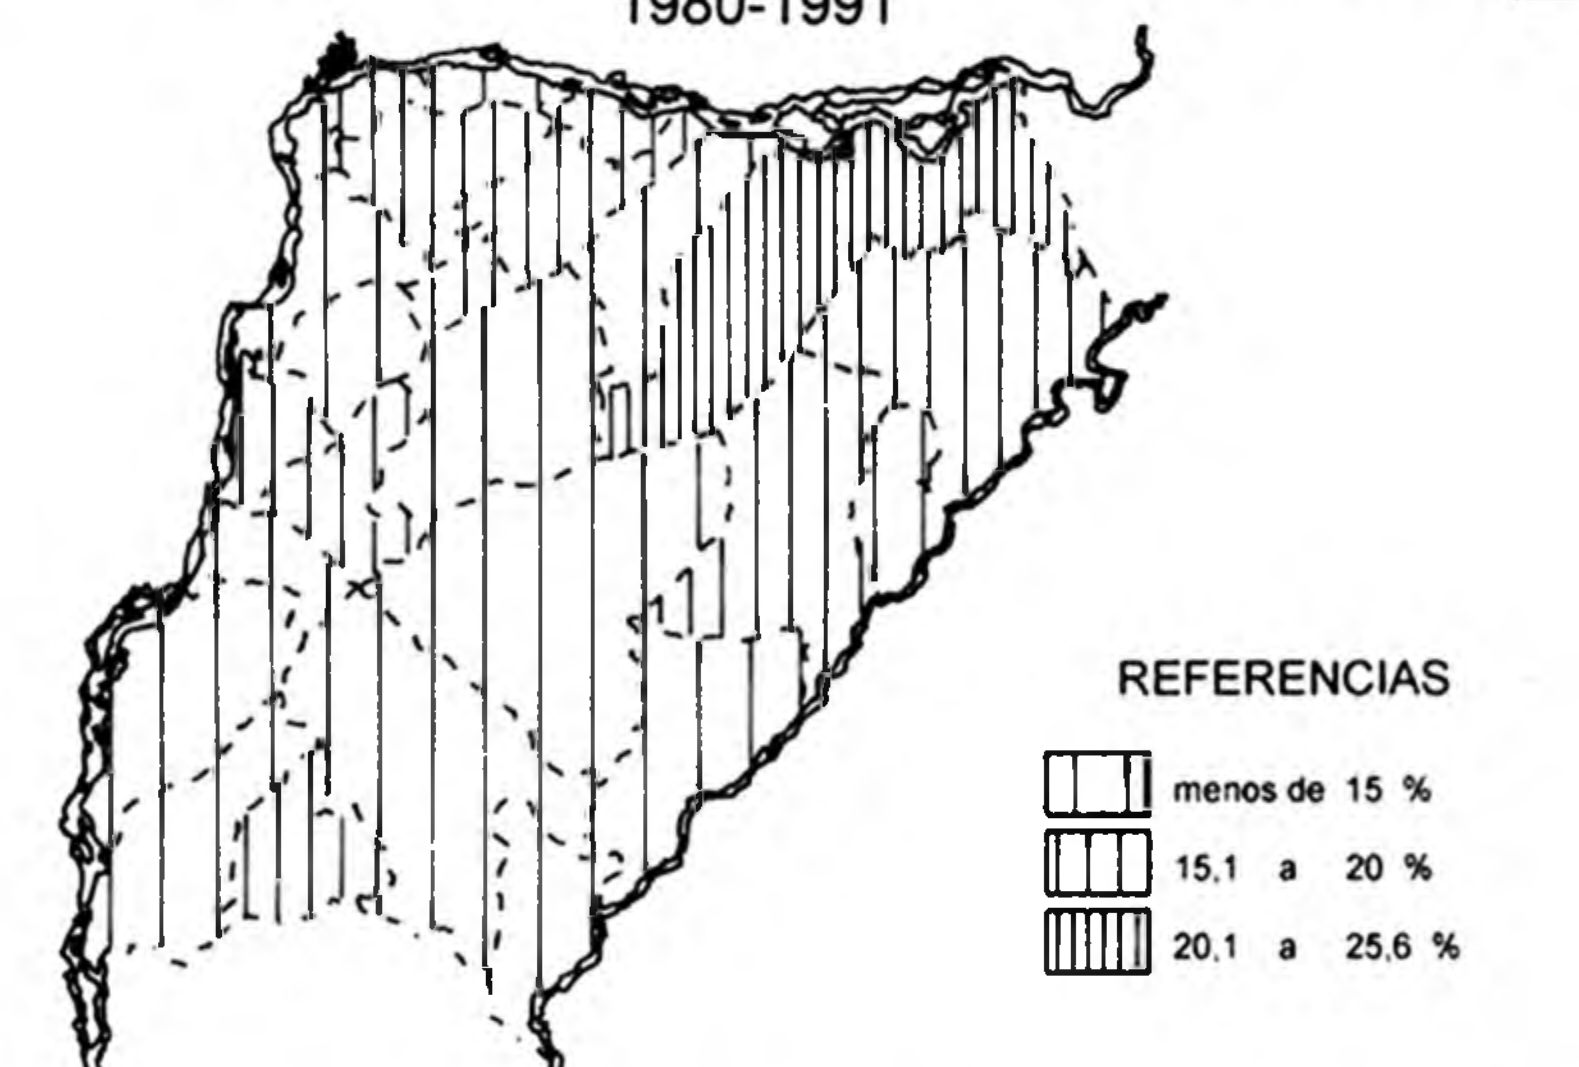 1980-1991
REFERENCIAS
menos de 15 %
15,1 a 20 %
20,1 a 25,6 %